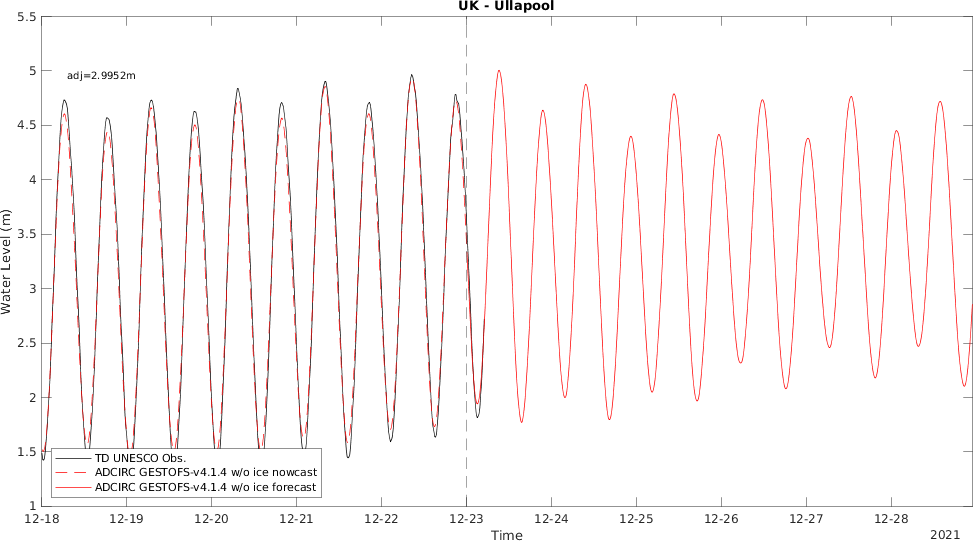 UK - Ullapool
adj=2.9952m
5.5
5
4.5
4
3.5
3
2.5
2
1.5
1
Water Level (m)
TD UNESCO Obs.
ADCIRC GESTOFS-v4.1.4 w/o ice nowcast
ADCIRC GESTOFS-v4.1.4 w/o ice forecast
12-18 12-19 12-20 12-21 12-22 12-23 12-24 12-25 12-26 12-27 12-28
Time
2021